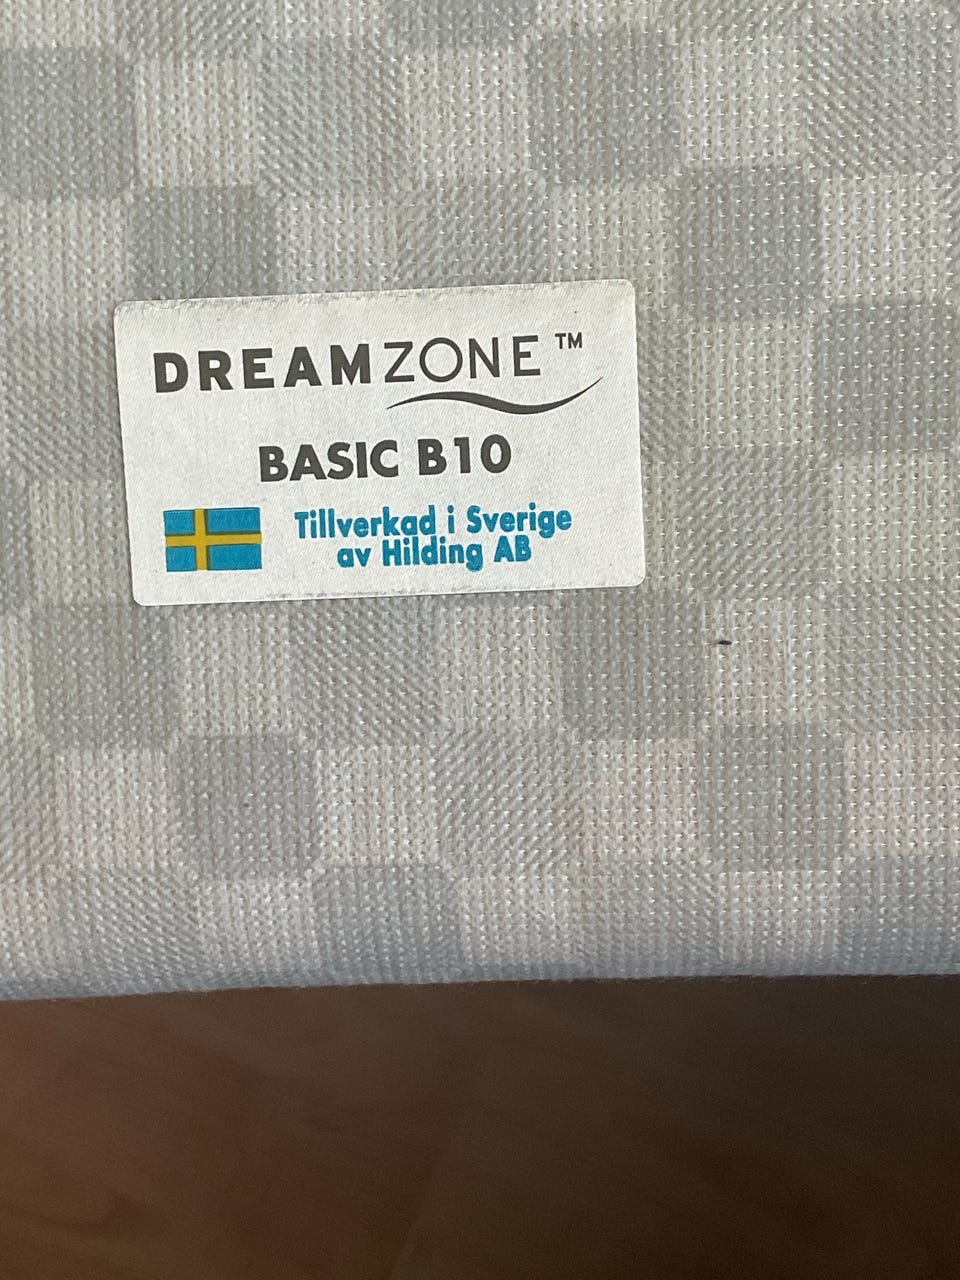 DREAMZONE™
BASIC B10
Tillverkad i Sverige
av Hilding AB